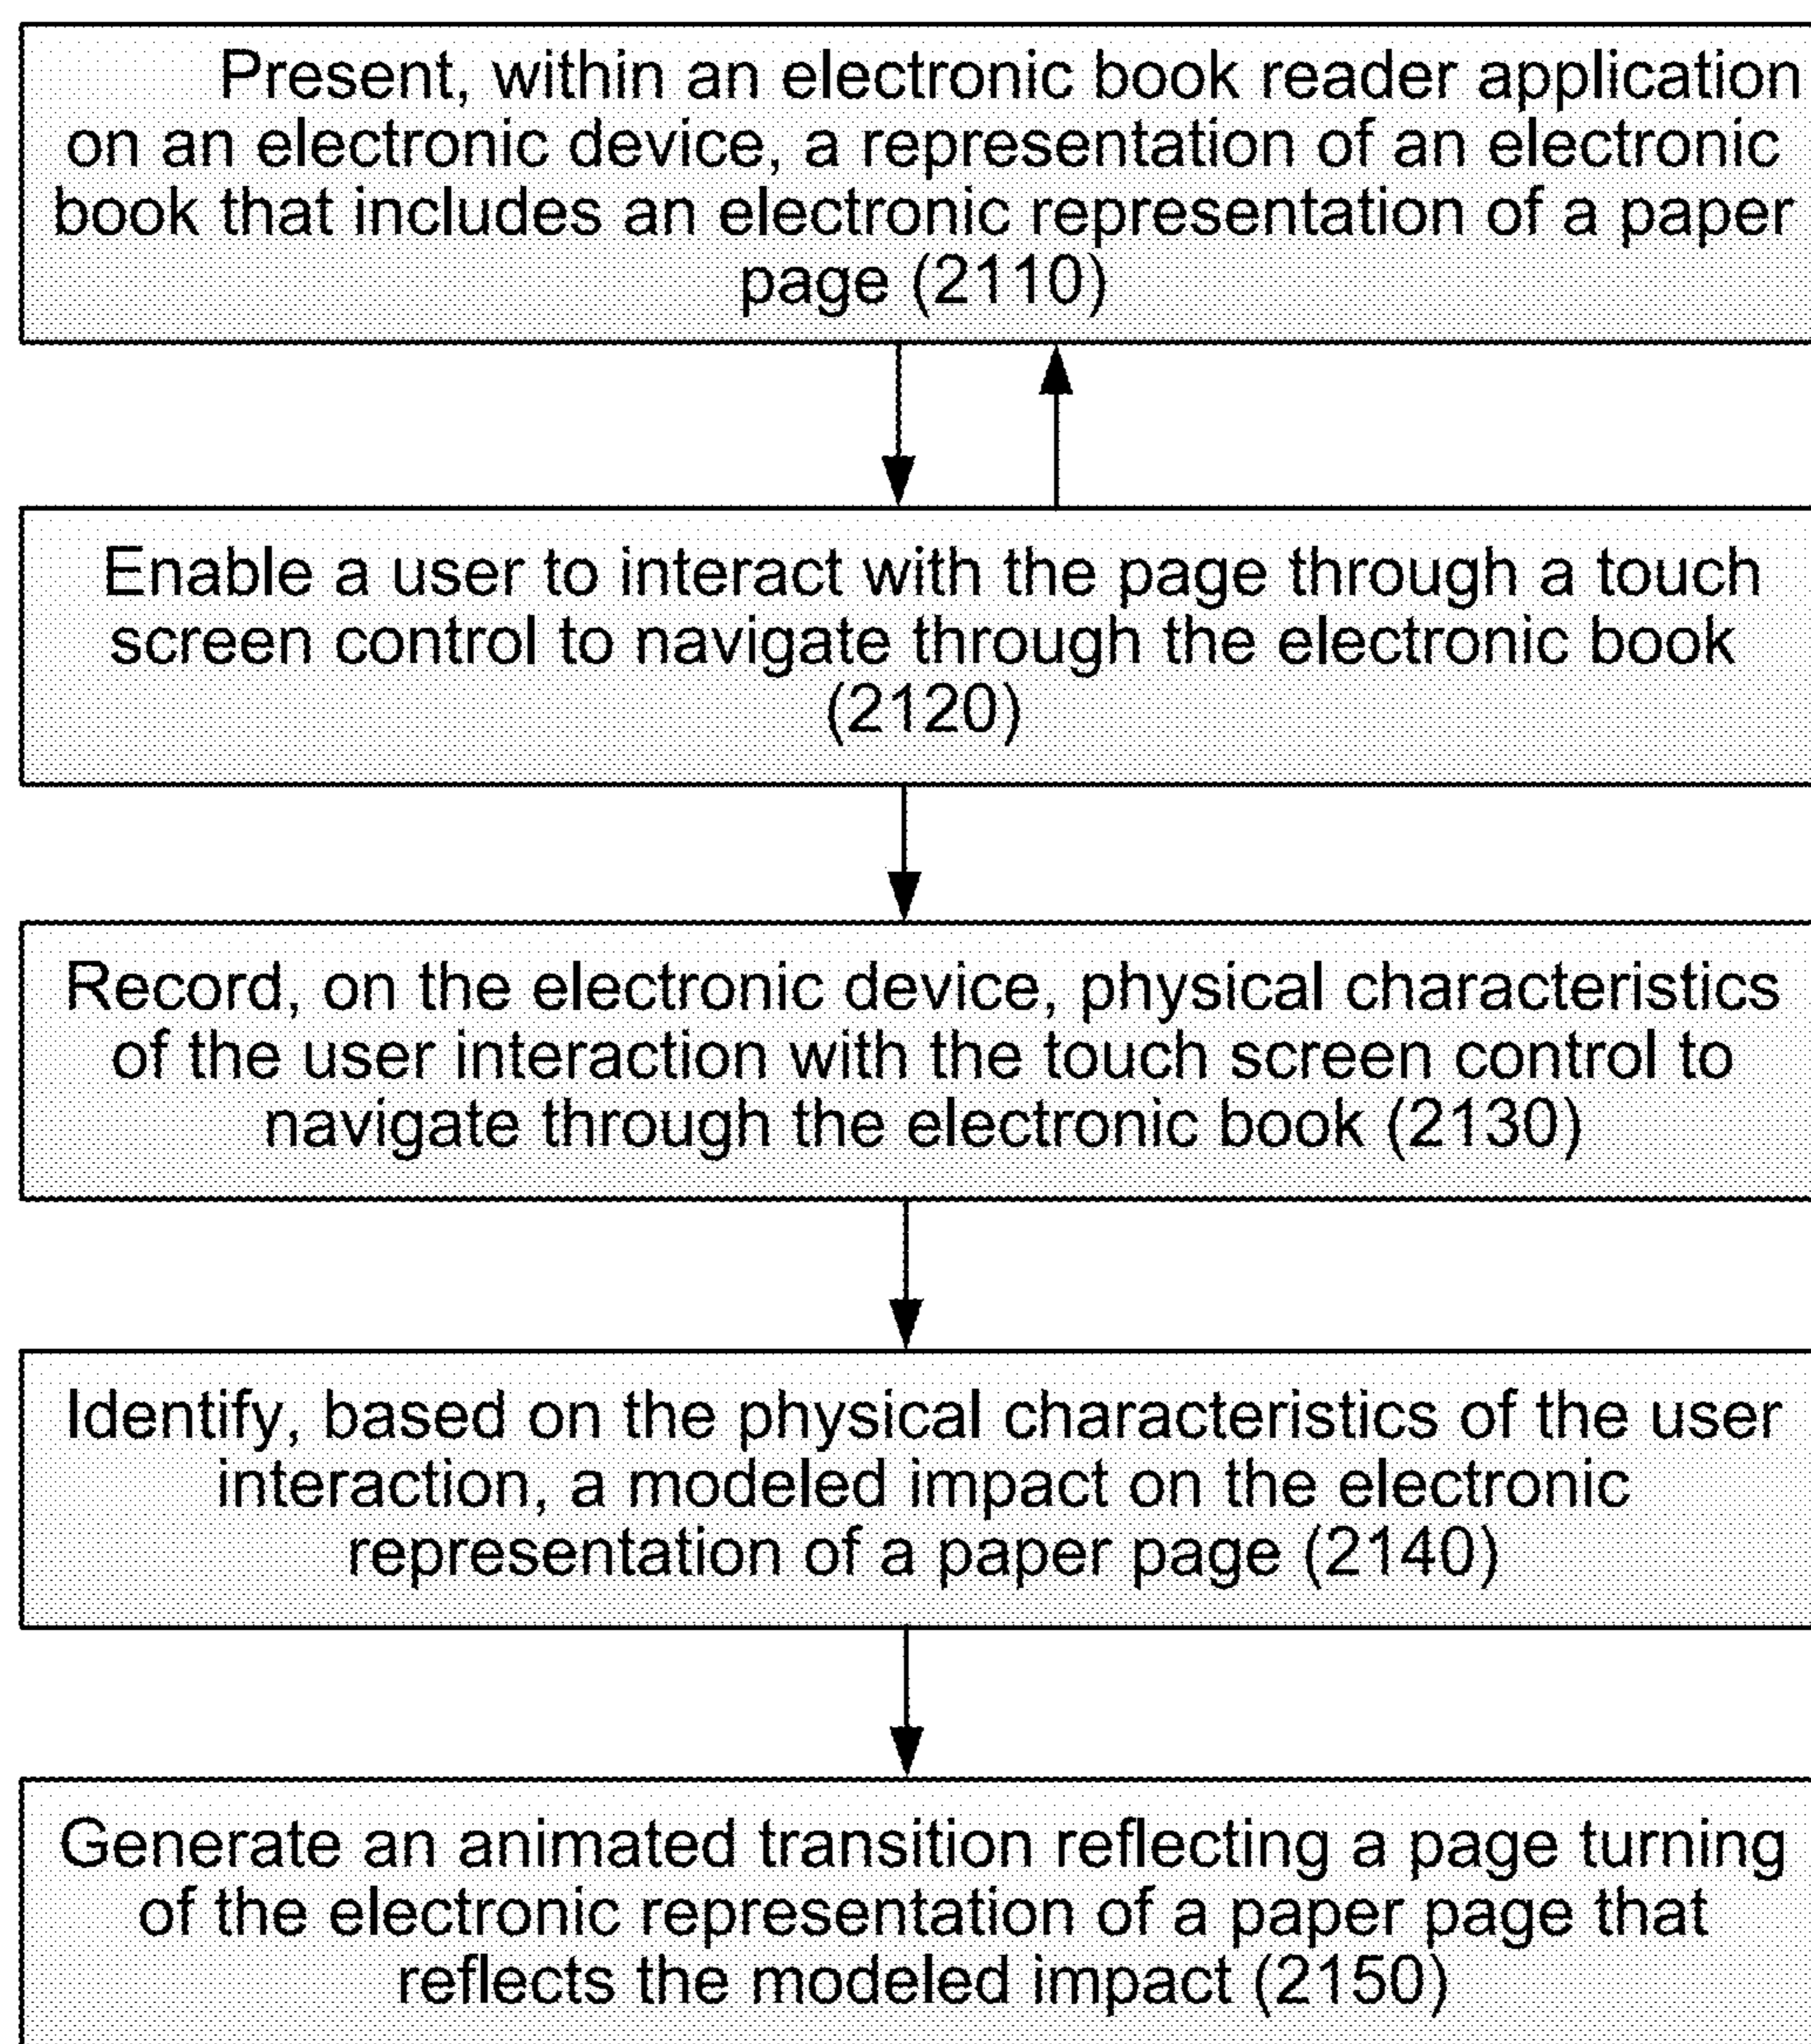 Present, within an electronic book reader application
on an electronic device, a representation of an electronic
book that includes an electronic representation of a paper
page (2110)
Enable a user to interact with the page through a touch
screen control to navigate through the electronic book
(2120)
Record, on the electronic device, physical characteristics
of the user interaction with the touch screen control to
navigate through the electronic book (2130)
Identify, based on the physical characteristics of the user
interaction, a modeled impact on the electronic
representation of a paper page (2140)
Generate an animated transition reflecting a page turning
of the electronic representation of a paper page that
reflects the modeled impact (2150)